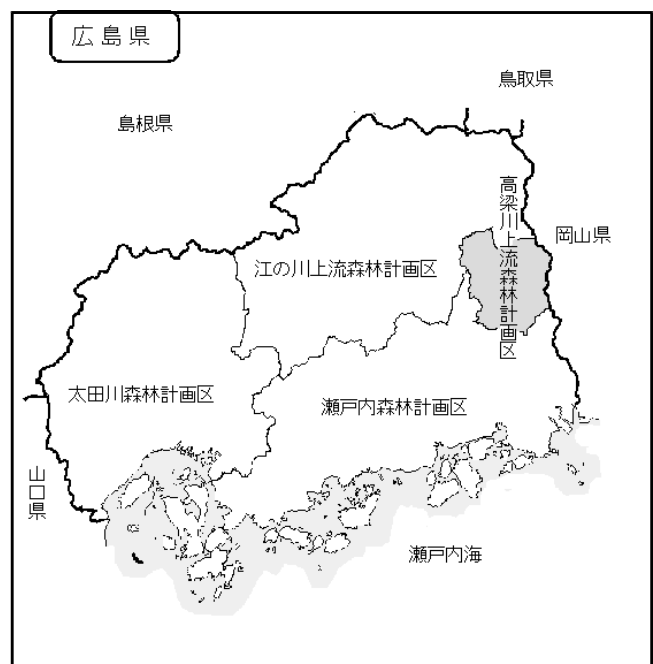 広島県
鳥取県
島根県
高梁川上流森林計画区
岡山県
江の川上流森林計画区
太田川森林計画区
瀬戸内森林計画区
山口県
瀬戸内海